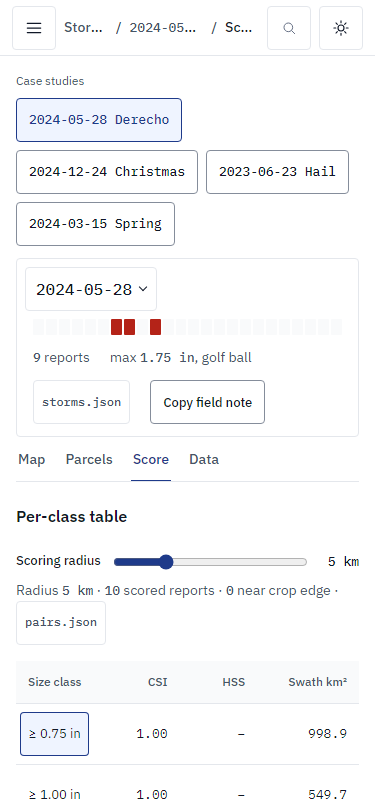 Stor... / 2024-05... / Sc...
Case studies
2024-05-28 Derecho
2024-12-24 Christmas 2023-06-23 Hail
2024-03-15 Spring
2024-05-28
9 reports max 1.75 in, golf ball
storms.json Copy field note
Map Parcels Score Data
Per-class table
Scoring radius 5 km
Radius 5 km · 10 scored reports · 0 near crop edge ·
pairs.json
Size class CSI HSS Swath km²
≥ 0.75 in 1.00 – 998.9
≥ 1.00 in 1.00 – 549.7